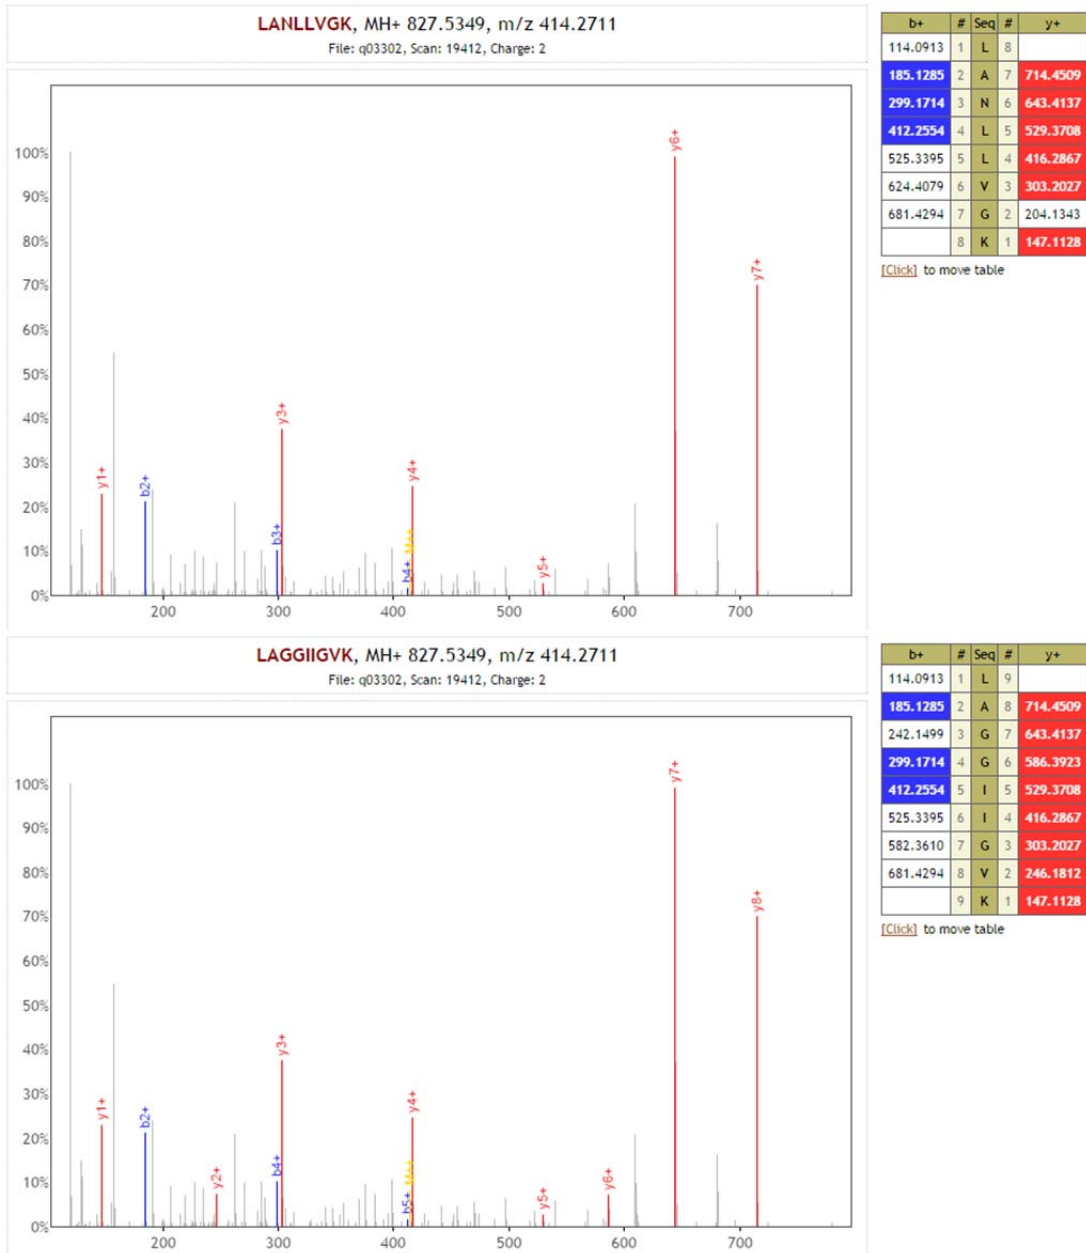 LANLLVGK, MH+ 827.5349, m/z 414.2711
File: q03302, Scan: 19412, Charge: 2
100%
90%
80%
70%
60%
50%
40%
30%
20%
10%
0%
y1+
b2+
b3+
y3+
b4+
M++
y4+
y5+
y6+
y7+
200 300 400 500 600 700
b+ # Seq # y+
114.0913 1 L 8
185.1285 2 A 7 714.4509
299.1714 3 N 6 643.4137
412.2554 4 L 5 529.3708
525.3395 5 L 4 416.2867
624.4079 6 V 3 303.2027
681.4294 7 G 2 204.1343
8 K 1 147.1128
[Click] to move table
LAGGIIGVK, MH+ 827.5349, m/z 414.2711
File: q03302, Scan: 19412, Charge: 2
100%
90%
80%
70%
60%
50%
40%
30%
20%
10%
0%
y1+
b2+
y2+
b4+
y3+
b5+
M++
y4+
y5+
y6+
y7+
y8+
200 300 400 500 600 700
b+ # Seq # y+
114.0913 1 L 9
185.1285 2 A 8 714.4509
242.1499 3 G 7 643.4137
299.1714 4 G 6 586.3923
412.2554 5 I 5 529.3708
525.3395 6 I 4 416.2867
582.3610 7 G 3 303.2027
681.4294 8 V 2 246.1812
9 K 1 147.1128
[Click] to move table